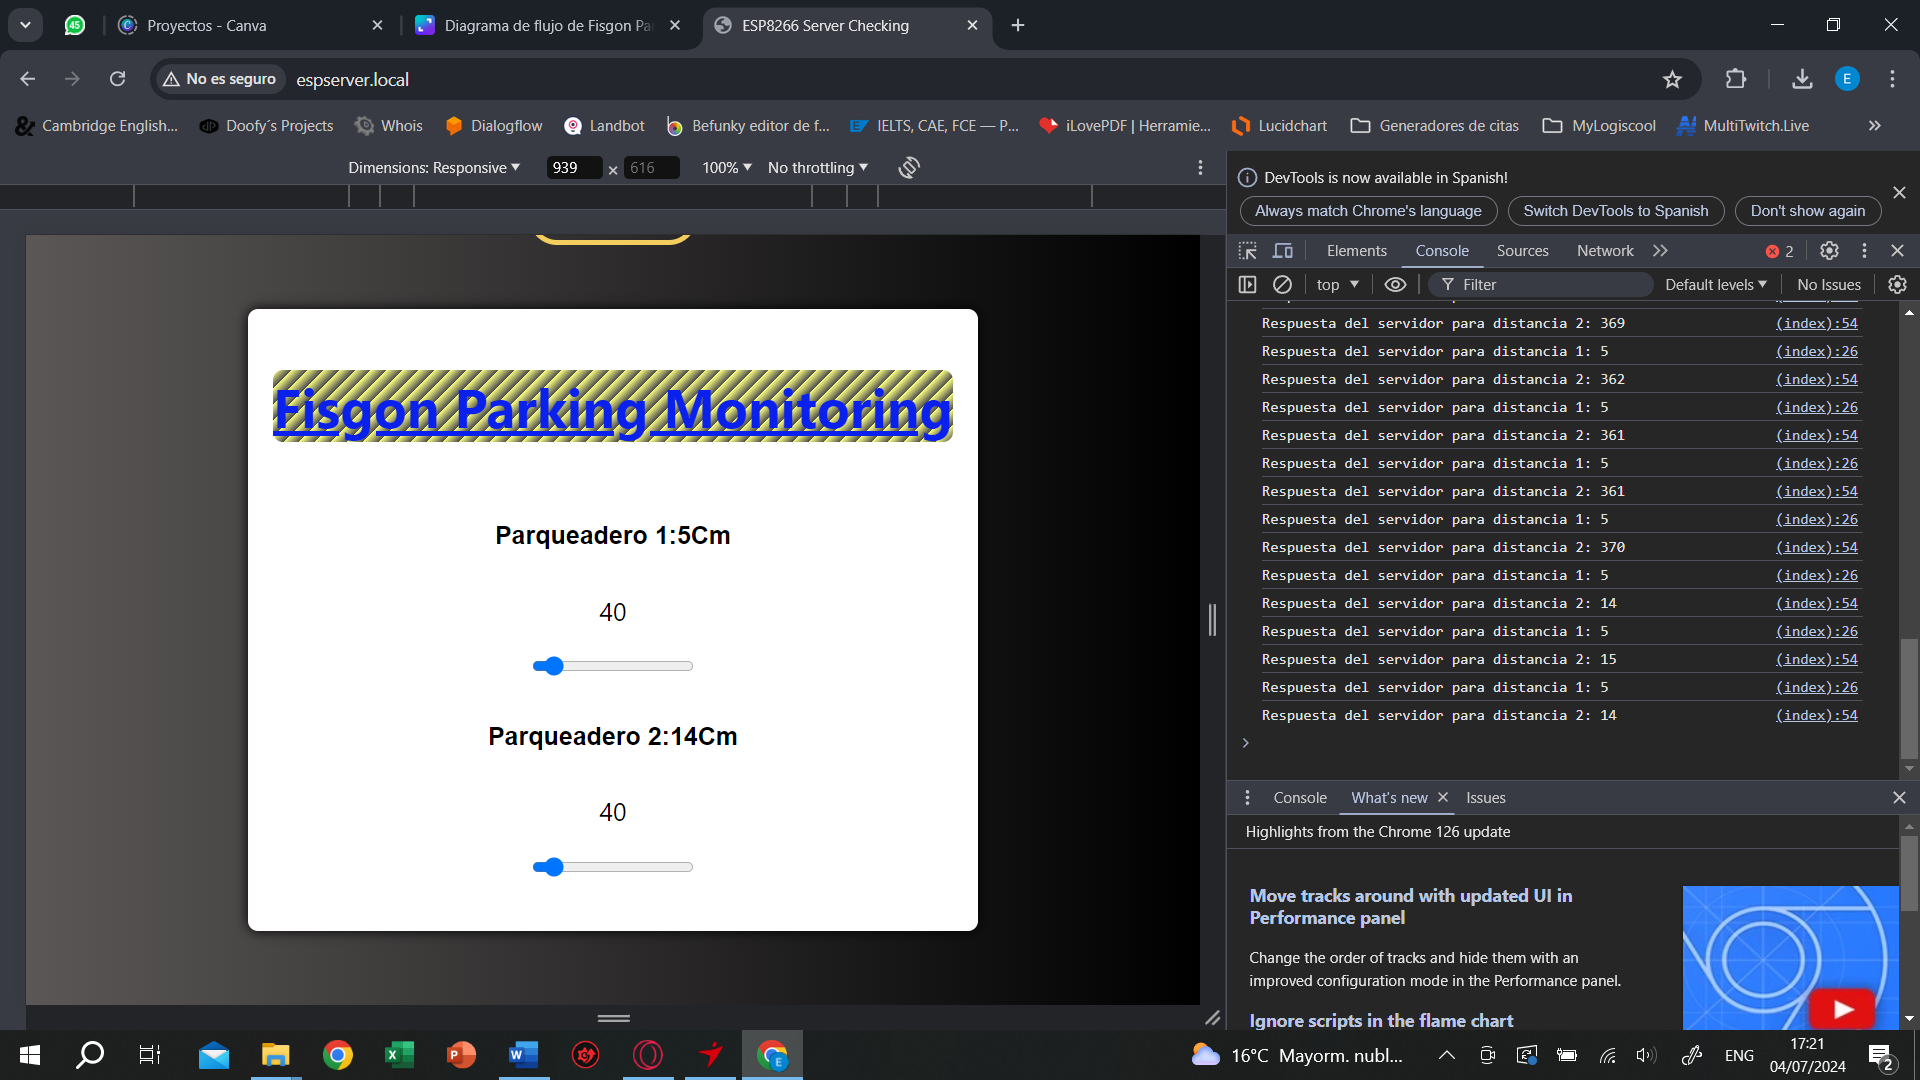 45
Proyectos - Canva
Diagrama de flujo de Fisgon Pa
ESP8266 Server Checking
No es seguro
espserver.local
E
Cambridge English...
Doofy´s Projects
Whois
Dialogflow
Landbot
Befunky editor de f...
IELTS, CAE, FCE — P...
iLovePDF | Herramie...
Lucidchart
Generadores de citas
MyLogiscool
MultiTwitch.Live
Dimensions: Responsive
939 × 616
100%
No throttling
DevTools is now available in Spanish!
Always match Chrome's language
Switch DevTools to Spanish
Don't show again
Elements
Console
Sources
Network
2
top
Filter
Default levels
No Issues
Respuesta del servidor para distancia 2: 369 (index):54
Respuesta del servidor para distancia 1: 5 (index):26
Respuesta del servidor para distancia 2: 362 (index):54
Respuesta del servidor para distancia 1: 5 (index):26
Respuesta del servidor para distancia 2: 361 (index):54
Respuesta del servidor para distancia 1: 5 (index):26
Respuesta del servidor para distancia 2: 361 (index):54
Respuesta del servidor para distancia 1: 5 (index):26
Respuesta del servidor para distancia 2: 370 (index):54
Respuesta del servidor para distancia 1: 5 (index):26
Respuesta del servidor para distancia 2: 14 (index):54
Respuesta del servidor para distancia 1: 5 (index):26
Respuesta del servidor para distancia 2: 15 (index):54
Respuesta del servidor para distancia 1: 5 (index):26
Respuesta del servidor para distancia 2: 14 (index):54
Fisgon Parking Monitoring
Parqueadero 1:5Cm
40
Parqueadero 2:14Cm
40
Console
What's new
Issues
Highlights from the Chrome 126 update
Move tracks around with updated UI in
Performance panel
Change the order of tracks and hide them with an
improved configuration mode in the Performance panel.
Ignore scripts in the flame chart
16°C Mayorm. nubl...
ENG
17:21
04/07/2024
2